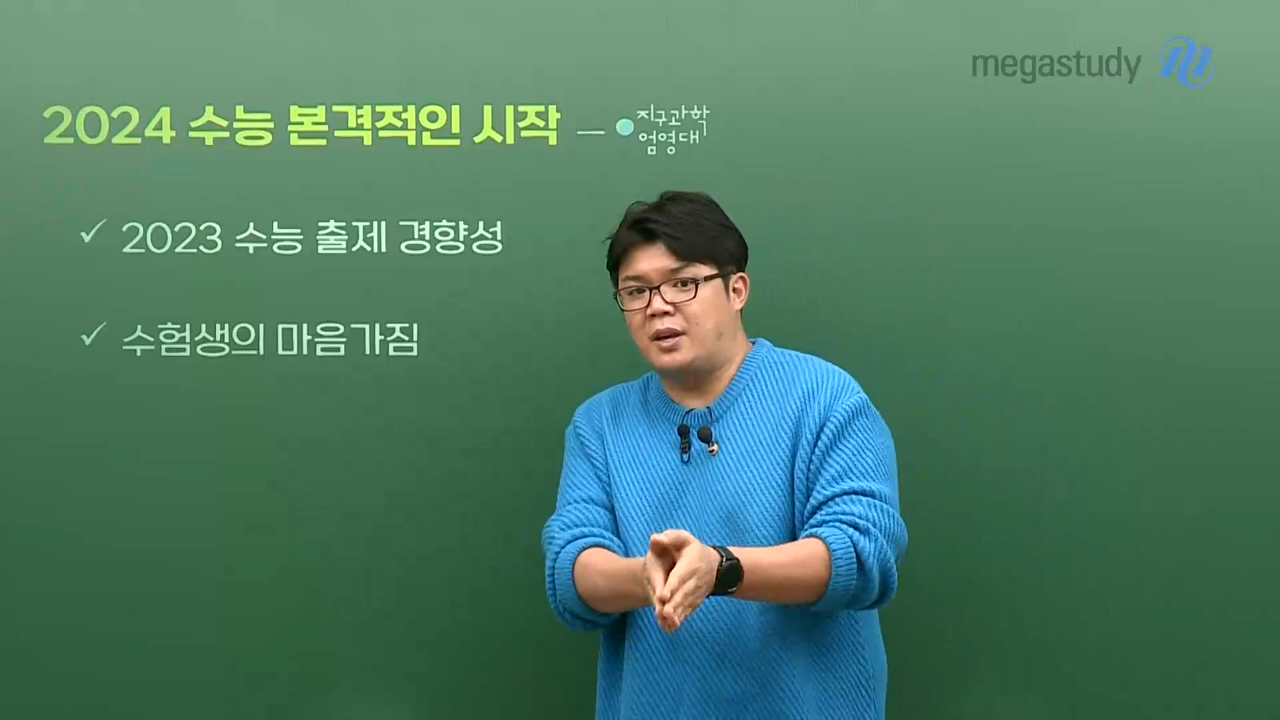 megastudy
2024 수능 본격적인 시작
지구과학
엄영대
2023 수능 출제 경향성
수험생의 마음가짐